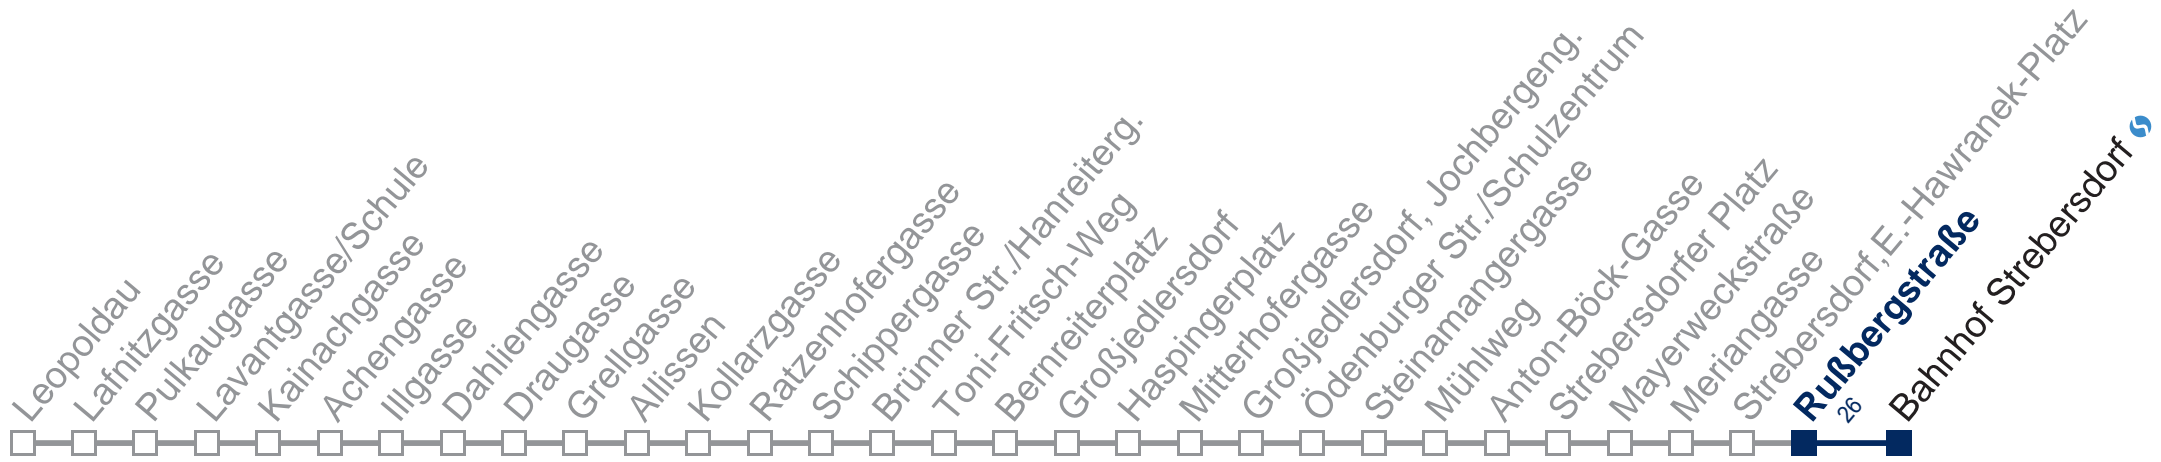 Leopoldau
Lafnitzgasse
Pulkaugasse
Lavantgasse/Schule
Kainachgasse
Achengasse
Illgasse
Dahliengasse
Draugasse
Grellgasse
Allissen
Kollarzgasse
Ratzenhofergasse
Schippergasse
Brünner Str./Hanreiterg.
Toni-Fritsch-Weg
Bernreiterplatz
Großjedlersdorf
Haspingerplatz
Mitterhofergasse
Großjedlersdorf, Jochbergeng.
Ödenburger Str./Schulzentrum
Steinamangergasse
Mühlweg
Anton-Böck-Gasse
Strebersdorfer Platz
Mayerweckstraße
Meriangasse
Strebersdorf,E.-Hawranek-Platz
Rußbergstraße
26
Bahnhof Strebersdorf